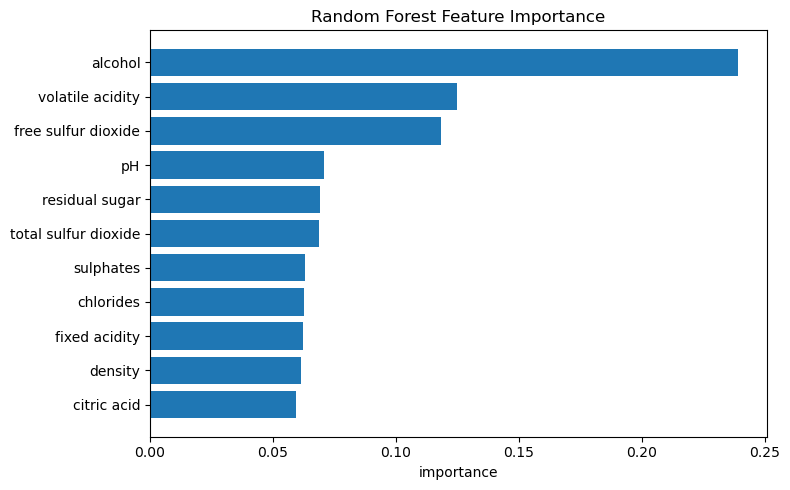 Random Forest Feature Importance
alcohol
volatile acidity
free sulfur dioxide
pH
residual sugar
total sulfur dioxide
sulphates
chlorides
fixed acidity
density
citric acid
0.00 0.05 0.10 0.15 0.20 0.25
importance